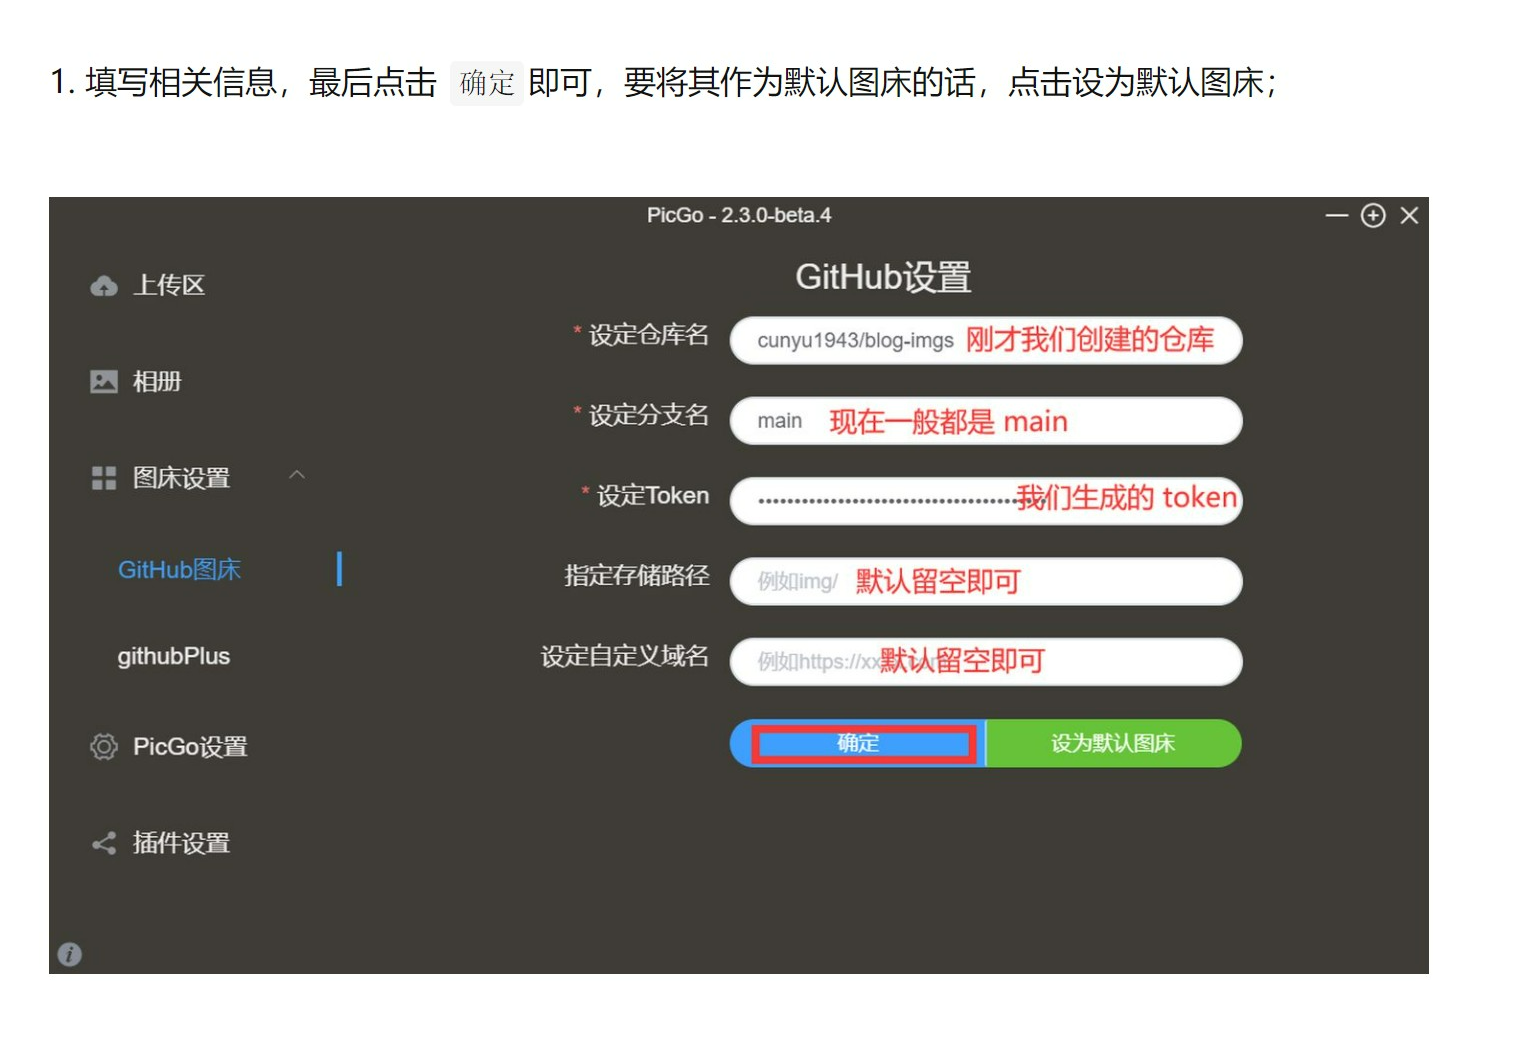 1. 填写相关信息，最后点击 确定 即可，要将其作为默认图床的话，点击设为默认图床；
PicGo - 2.3.0-beta.4
上传区
相册
图床设置
GitHub图床
githubPlus
PicGo设置
插件设置
GitHub设置
* 设定仓库名 cunyu1943/blog-imgs 刚才我们创建的仓库
* 设定分支名 main 现在一般都是 main
* 设定Token 我们生成的 token
指定存储路径 例如img/ 默认留空即可
设定自定义域名 例如https://xx 默认留空即可
确定 设为默认图床